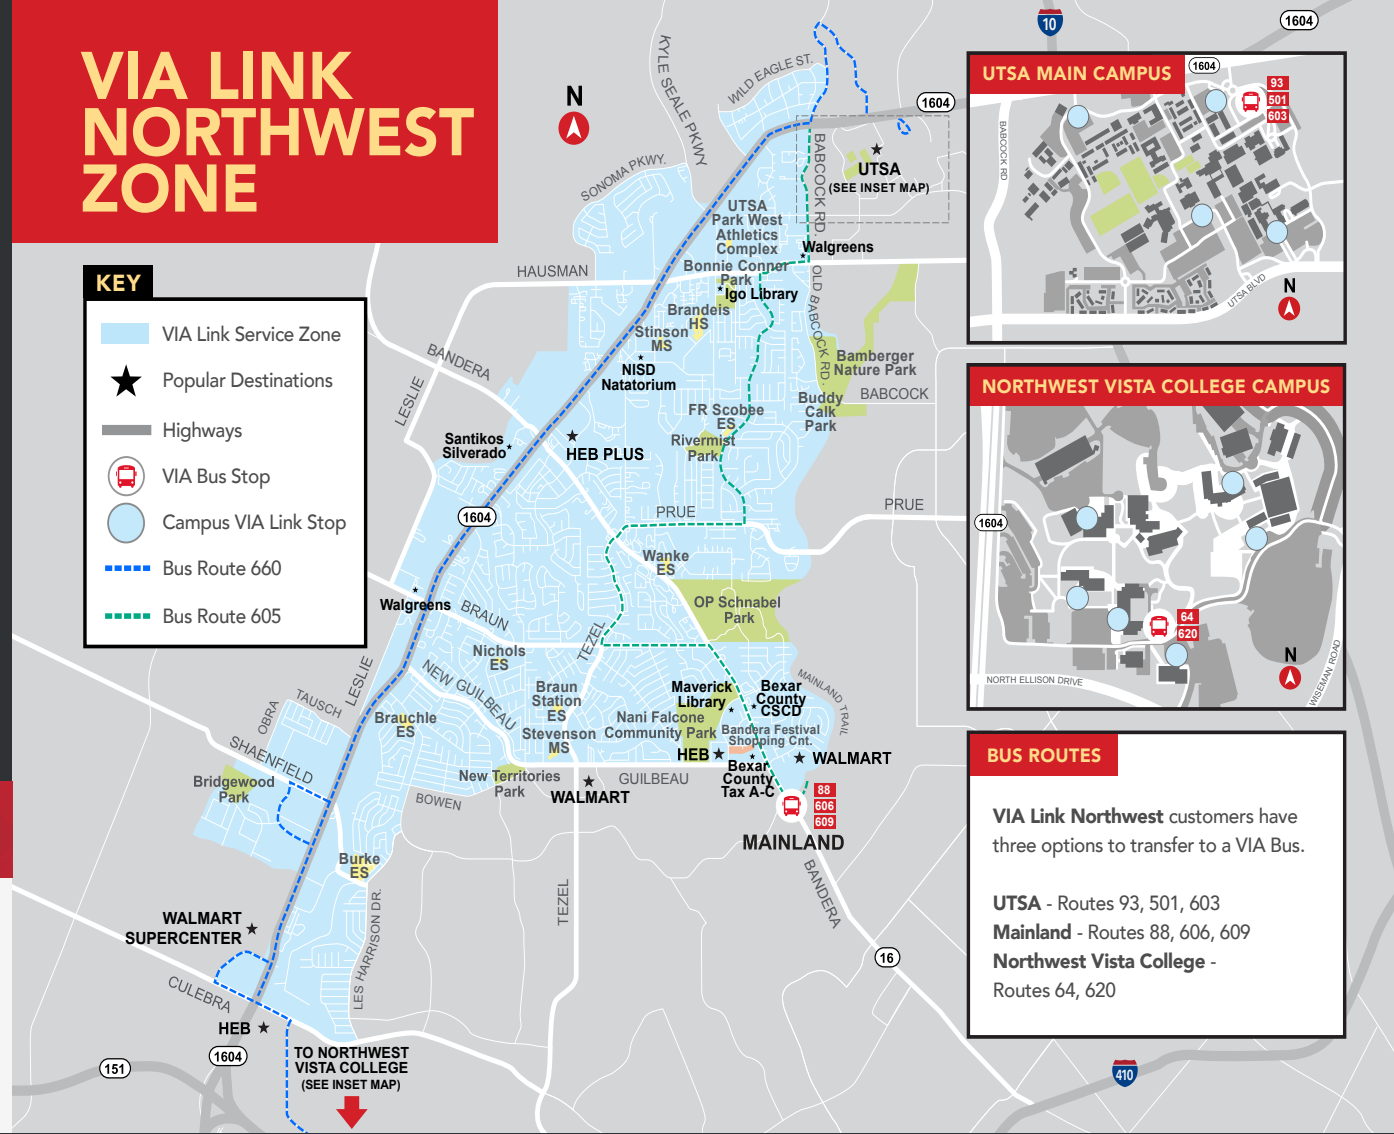 VIA LINK
NORTHWEST
ZONE
KEY
VIA Link Service Zone
Popular Destinations
Highways
VIA Bus Stop
Campus VIA Link Stop
Bus Route 660
Bus Route 605
N
KYLE SEALE PKWY
WILD EAGLE ST.
SONOMA PKWY.
1604
10
1604
BABCOCK RD.
UTSA
(SEE INSET MAP)
UTSA
Park West
Athletics
Complex
Walgreens
HAUSMAN
Bonnie Conner
Park
Igo Library
OLD BABCOCK RD.
Brandeis
HS
Stinson
MS
NISD
Natatorium
Bamberger
Nature Park
BANDERA
LESLIE
BABCOCK
Buddy
Calk
Park
FR Scobee
ES
Rivermist
Park
Santikos
Silverado
HEB PLUS
1604
PRUE
PRUE
Wanke
ES
Walgreens
BRAUN
OP Schnabel
Park
TEZEL
Nichols
ES
NEW GUILBEAU
LESLIE
TAUSCH
OBRA
SHAENFIELD
Brauchle
ES
Braun
Station
ES
Stevenson
MS
Nani Falcone
Community Park
Maverick
Library
Bexar
County
CSCD
MAINLAND TRAIL
Bandera Festival
Shopping Cnt.
HEB
WALMART
Bexar
County
Tax A-C
Bridgewood
Park
New Territories
Park
WALMART
GUILBEAU
BOWEN
88
606
609
MAINLAND
Burke
ES
TEZEL
BANDERA
LES HARRISON DR.
WALMART
SUPERCENTER
16
CULEBRA
HEB
1604
151
TO NORTHWEST
VISTA COLLEGE
(SEE INSET MAP)
410
UTSA MAIN CAMPUS
1604
93
501
603
BABCOCK RD
UTSA BLVD
N
NORTHWEST VISTA COLLEGE CAMPUS
1604
64
620
NORTH ELLISON DRIVE
WISEMAN ROAD
N
BUS ROUTES
VIA Link Northwest customers have
three options to transfer to a VIA Bus.
UTSA - Routes 93, 501, 603
Mainland - Routes 88, 606, 609
Northwest Vista College -
Routes 64, 620